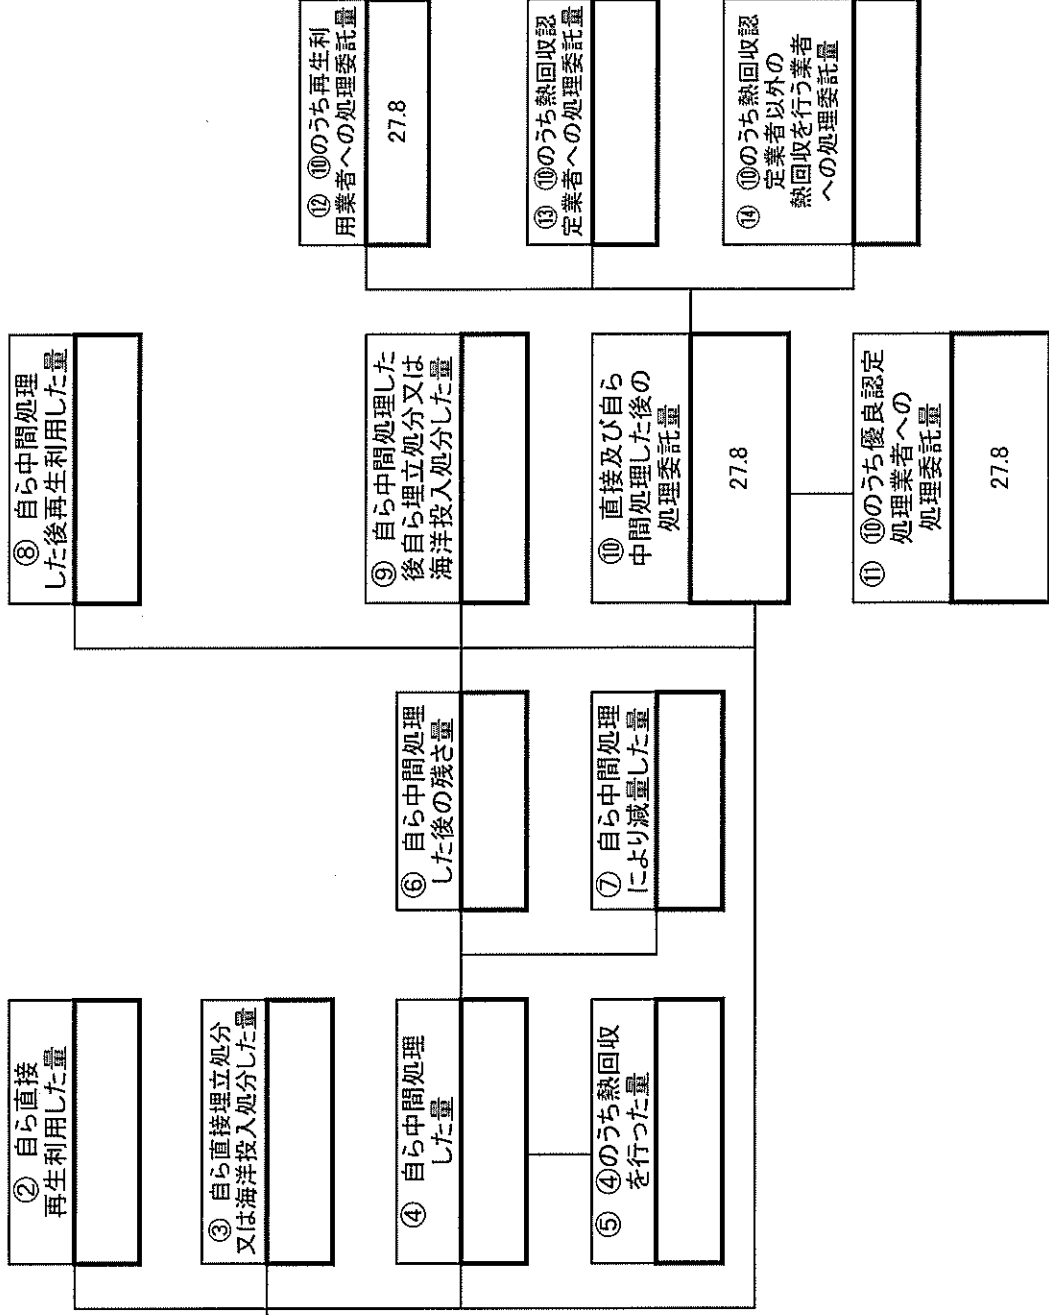 ② 自ら直接
再生利用した量
③ 自ら直接埋立処分
又は海洋投入処分した量
④ 自ら中間処理
した量
⑤ ④のうち熱回収
を行った量
⑥ 自ら中間処理
した後の残さ量
⑦ 自ら中間処理
により減量した量
⑧ 自ら中間処理
した後再生利用した量
⑨ 自ら中間処理した
後自ら埋立処分又は
海洋投入処分した量
⑩ 直接及び自ら
中間処理した後の
処理委託量
27.8
⑪ ⑩のうち優良認定
処理業者への
処理委託量
27.8
⑫ ⑩のうち再生利
用業者への処理委託量
27.8
⑬ ⑩のうち熱回収認
定業者への処理委託量
⑭ ⑩のうち熱回収認
定業者以外の
熱回収を行う業者
への処理委託量